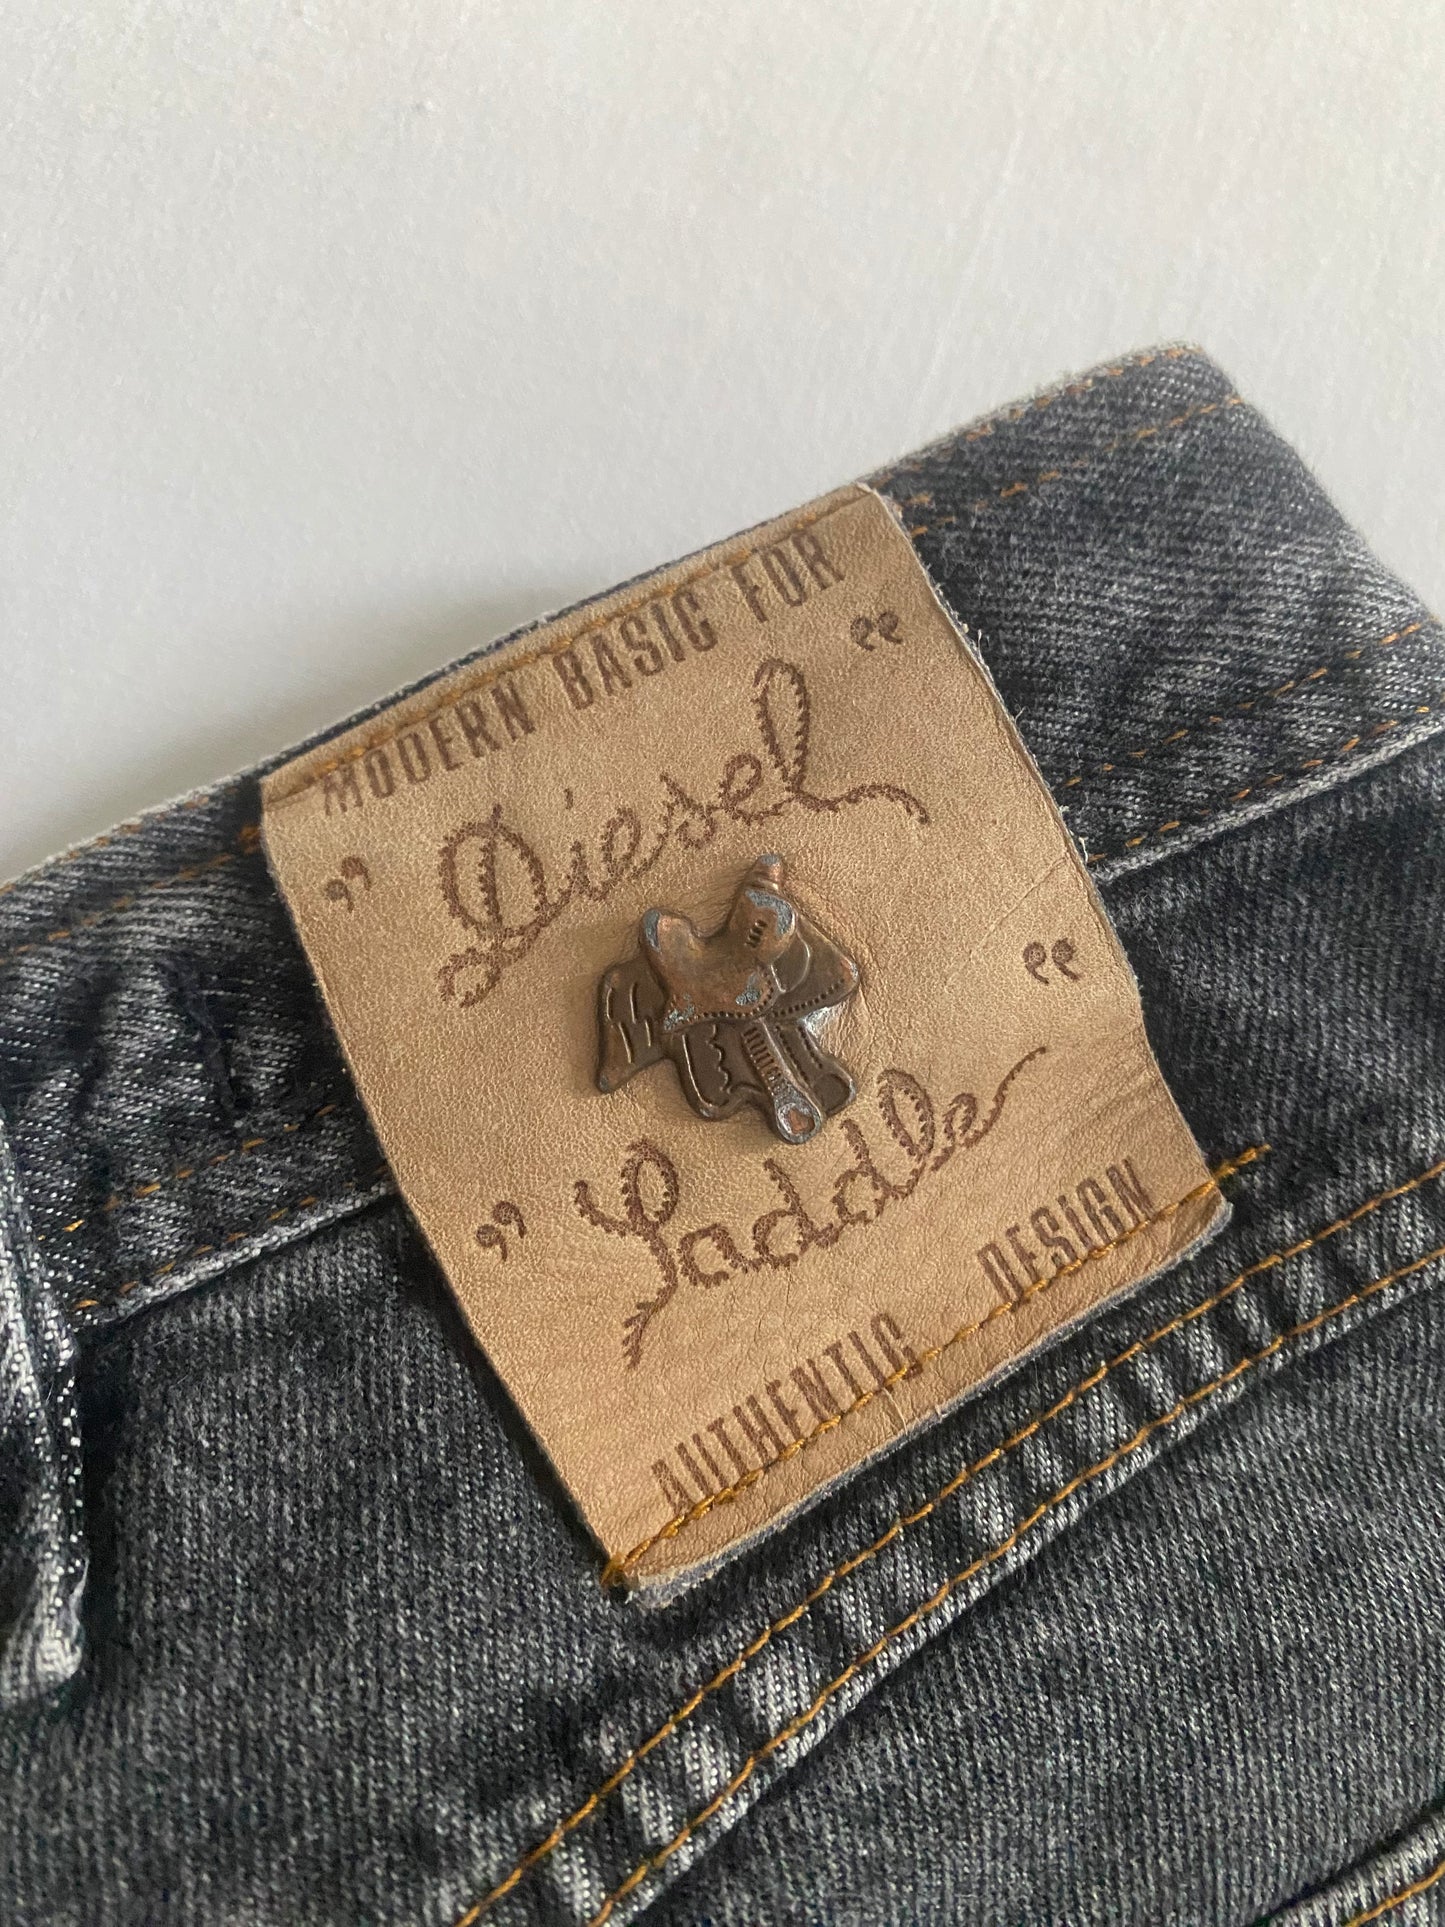 MODERN BASIC FOR
” Diesel “
” Saddle “
AUTHENTIC DESIGN